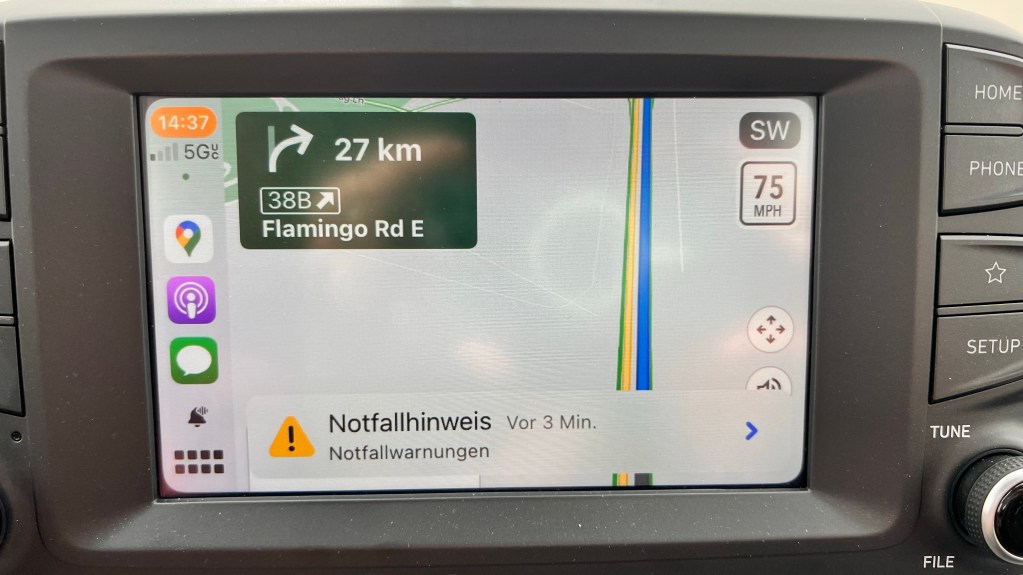 14:37
5G UC
27 km
38B
Flamingo Rd E
SW
75
MPH
Notfallhinweis Vor 3 Min.
Notfallwarnungen
HOME
PHONE
SETUP
TUNE
FILE